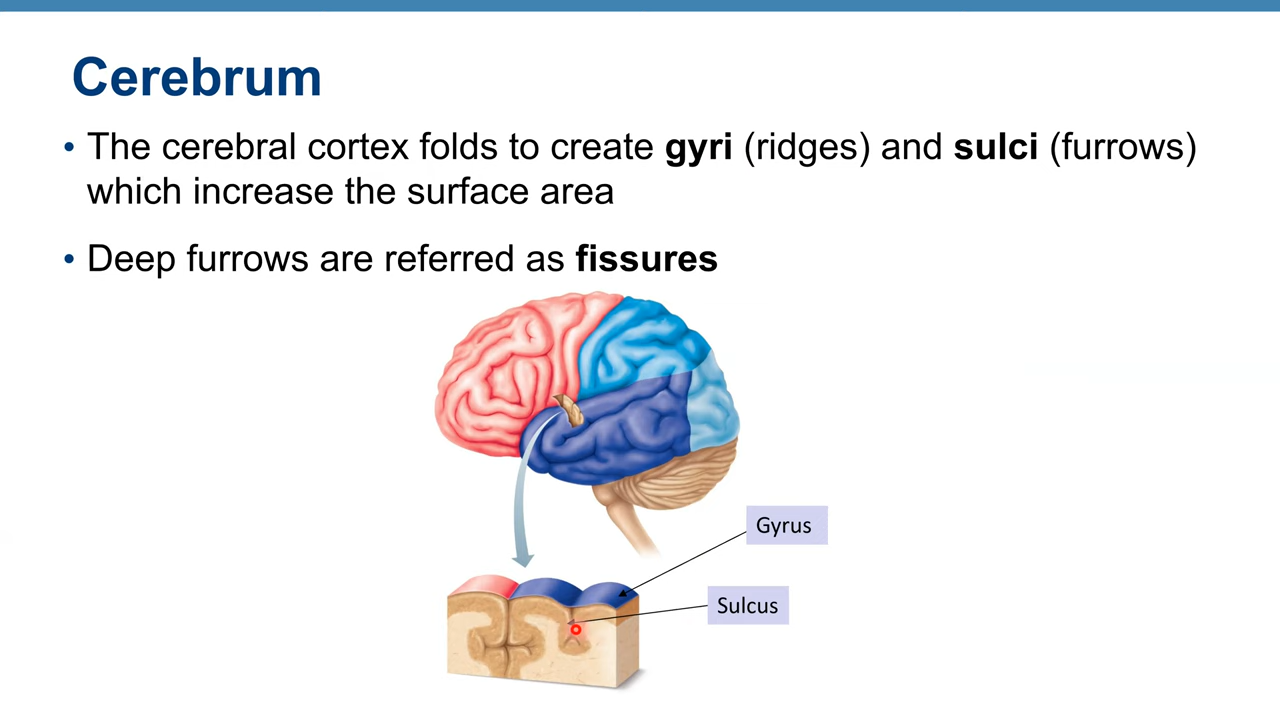 Cerebrum
• The cerebral cortex folds to create gyri (ridges) and sulci (furrows)
which increase the surface area
• Deep furrows are referred as fissures
Gyrus
Sulcus